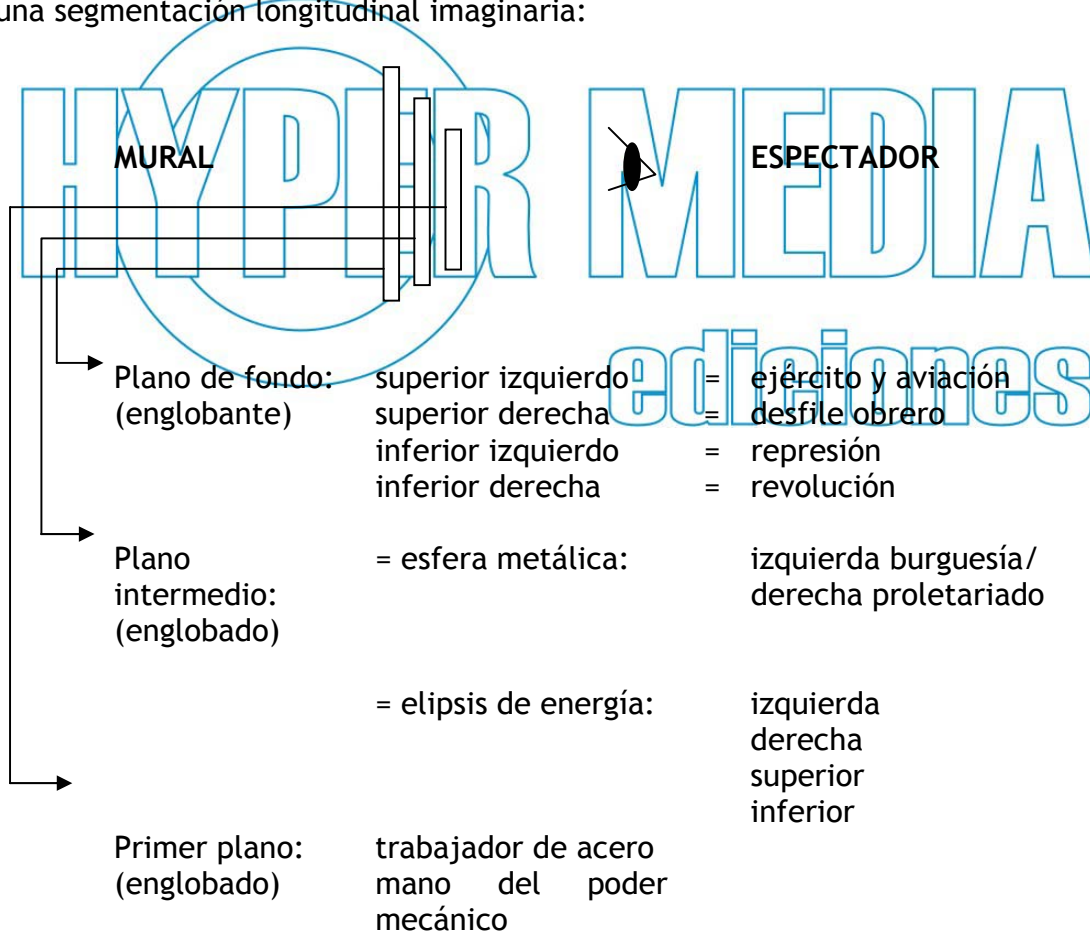 una segmentación longitudinal imaginaria:
HYPER MEDIA
MURAL ESPECTADOR
ediciones
Plano de fondo: superior izquierdo = ejército y aviación
(englobante) superior derecha = desfile obrero
inferior izquierdo = represión
inferior derecha = revolución
Plano = esfera metálica: izquierda burguesía/
intermedio: derecha proletariado
(englobado)
= elipsis de energía: izquierda
derecha
superior
inferior
Primer plano: trabajador de acero
(englobado) mano del poder
mecánico